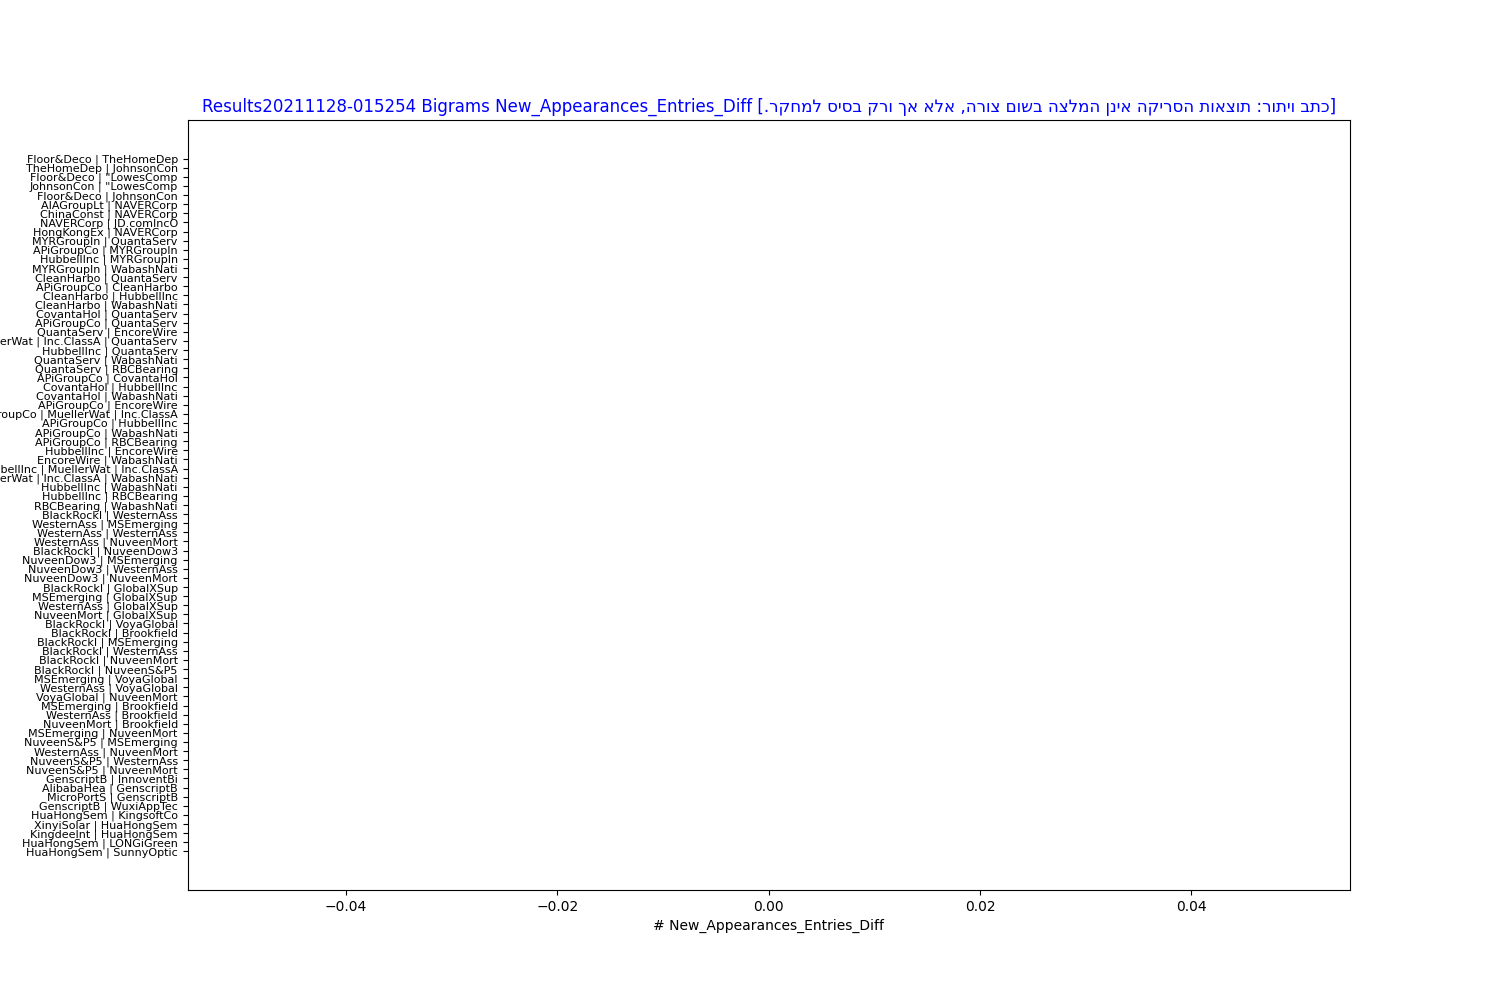 Results20211128-015254 Bigrams New_Appearances_Entries_Diff [כתב ויתור: תוצאות הסריקה אינן המלצה בשום צורה, אלא אך ורק בסיס למחקר.]
Floor&Deco | TheHomeDep
TheHomeDep | JohnsonCon
Floor&Deco | "LowesComp
JohnsonCon | "LowesComp
Floor&Deco | JohnsonCon
AIAGroupLt | NAVERCorp
ChinaConst | NAVERCorp
NAVERCorp | JD.comIncO
HongKongEx | NAVERCorp
MYRGroupIn | QuantaServ
APiGroupCo | MYRGroupIn
HubbellInc | MYRGroupIn
MYRGroupIn | WabashNati
CleanHarbo | QuantaServ
APiGroupCo | CleanHarbo
CleanHarbo | HubbellInc
CleanHarbo | WabashNati
CovantaHol | QuantaServ
APiGroupCo | QuantaServ
QuantaServ | EncoreWire
erWat | Inc.ClassA | QuantaServ
HubbellInc | QuantaServ
QuantaServ | WabashNati
QuantaServ | RBCBearing
APiGroupCo | CovantaHol
CovantaHol | HubbellInc
CovantaHol | WabashNati
APiGroupCo | EncoreWire
roupCo | MuellerWat | Inc.ClassA
APiGroupCo | HubbellInc
APiGroupCo | WabashNati
APiGroupCo | RBCBearing
HubbellInc | EncoreWire
EncoreWire | WabashNati
bellInc | MuellerWat | Inc.ClassA
erWat | Inc.ClassA | WabashNati
HubbellInc | WabashNati
HubbellInc | RBCBearing
RBCBearing | WabashNati
BlackRockI | WesternAss
WesternAss | MSEmerging
WesternAss | WesternAss
WesternAss | NuveenMort
BlackRockI | NuveenDow3
NuveenDow3 | MSEmerging
NuveenDow3 | WesternAss
NuveenDow3 | NuveenMort
BlackRockI | GlobalXSup
MSEmerging | GlobalXSup
WesternAss | GlobalXSup
NuveenMort | GlobalXSup
BlackRockI | VoyaGlobal
BlackRockI | Brookfield
BlackRockI | MSEmerging
BlackRockI | WesternAss
BlackRockI | NuveenMort
BlackRockI | NuveenS&P5
MSEmerging | VoyaGlobal
WesternAss | VoyaGlobal
VoyaGlobal | NuveenMort
MSEmerging | Brookfield
WesternAss | Brookfield
NuveenMort | Brookfield
MSEmerging | NuveenMort
NuveenS&P5 | MSEmerging
WesternAss | NuveenMort
NuveenS&P5 | WesternAss
NuveenS&P5 | NuveenMort
GenscriptB | InnoventBi
AlibabaHea | GenscriptB
MicroPortS | GenscriptB
GenscriptB | WuxiAppTec
HuaHongSem | KingsoftCo
XinyiSolar | HuaHongSem
KingdeeInt | HuaHongSem
HuaHongSem | LONGiGreen
HuaHongSem | SunnyOptic
−0.04 −0.02 0.00 0.02 0.04
# New_Appearances_Entries_Diff